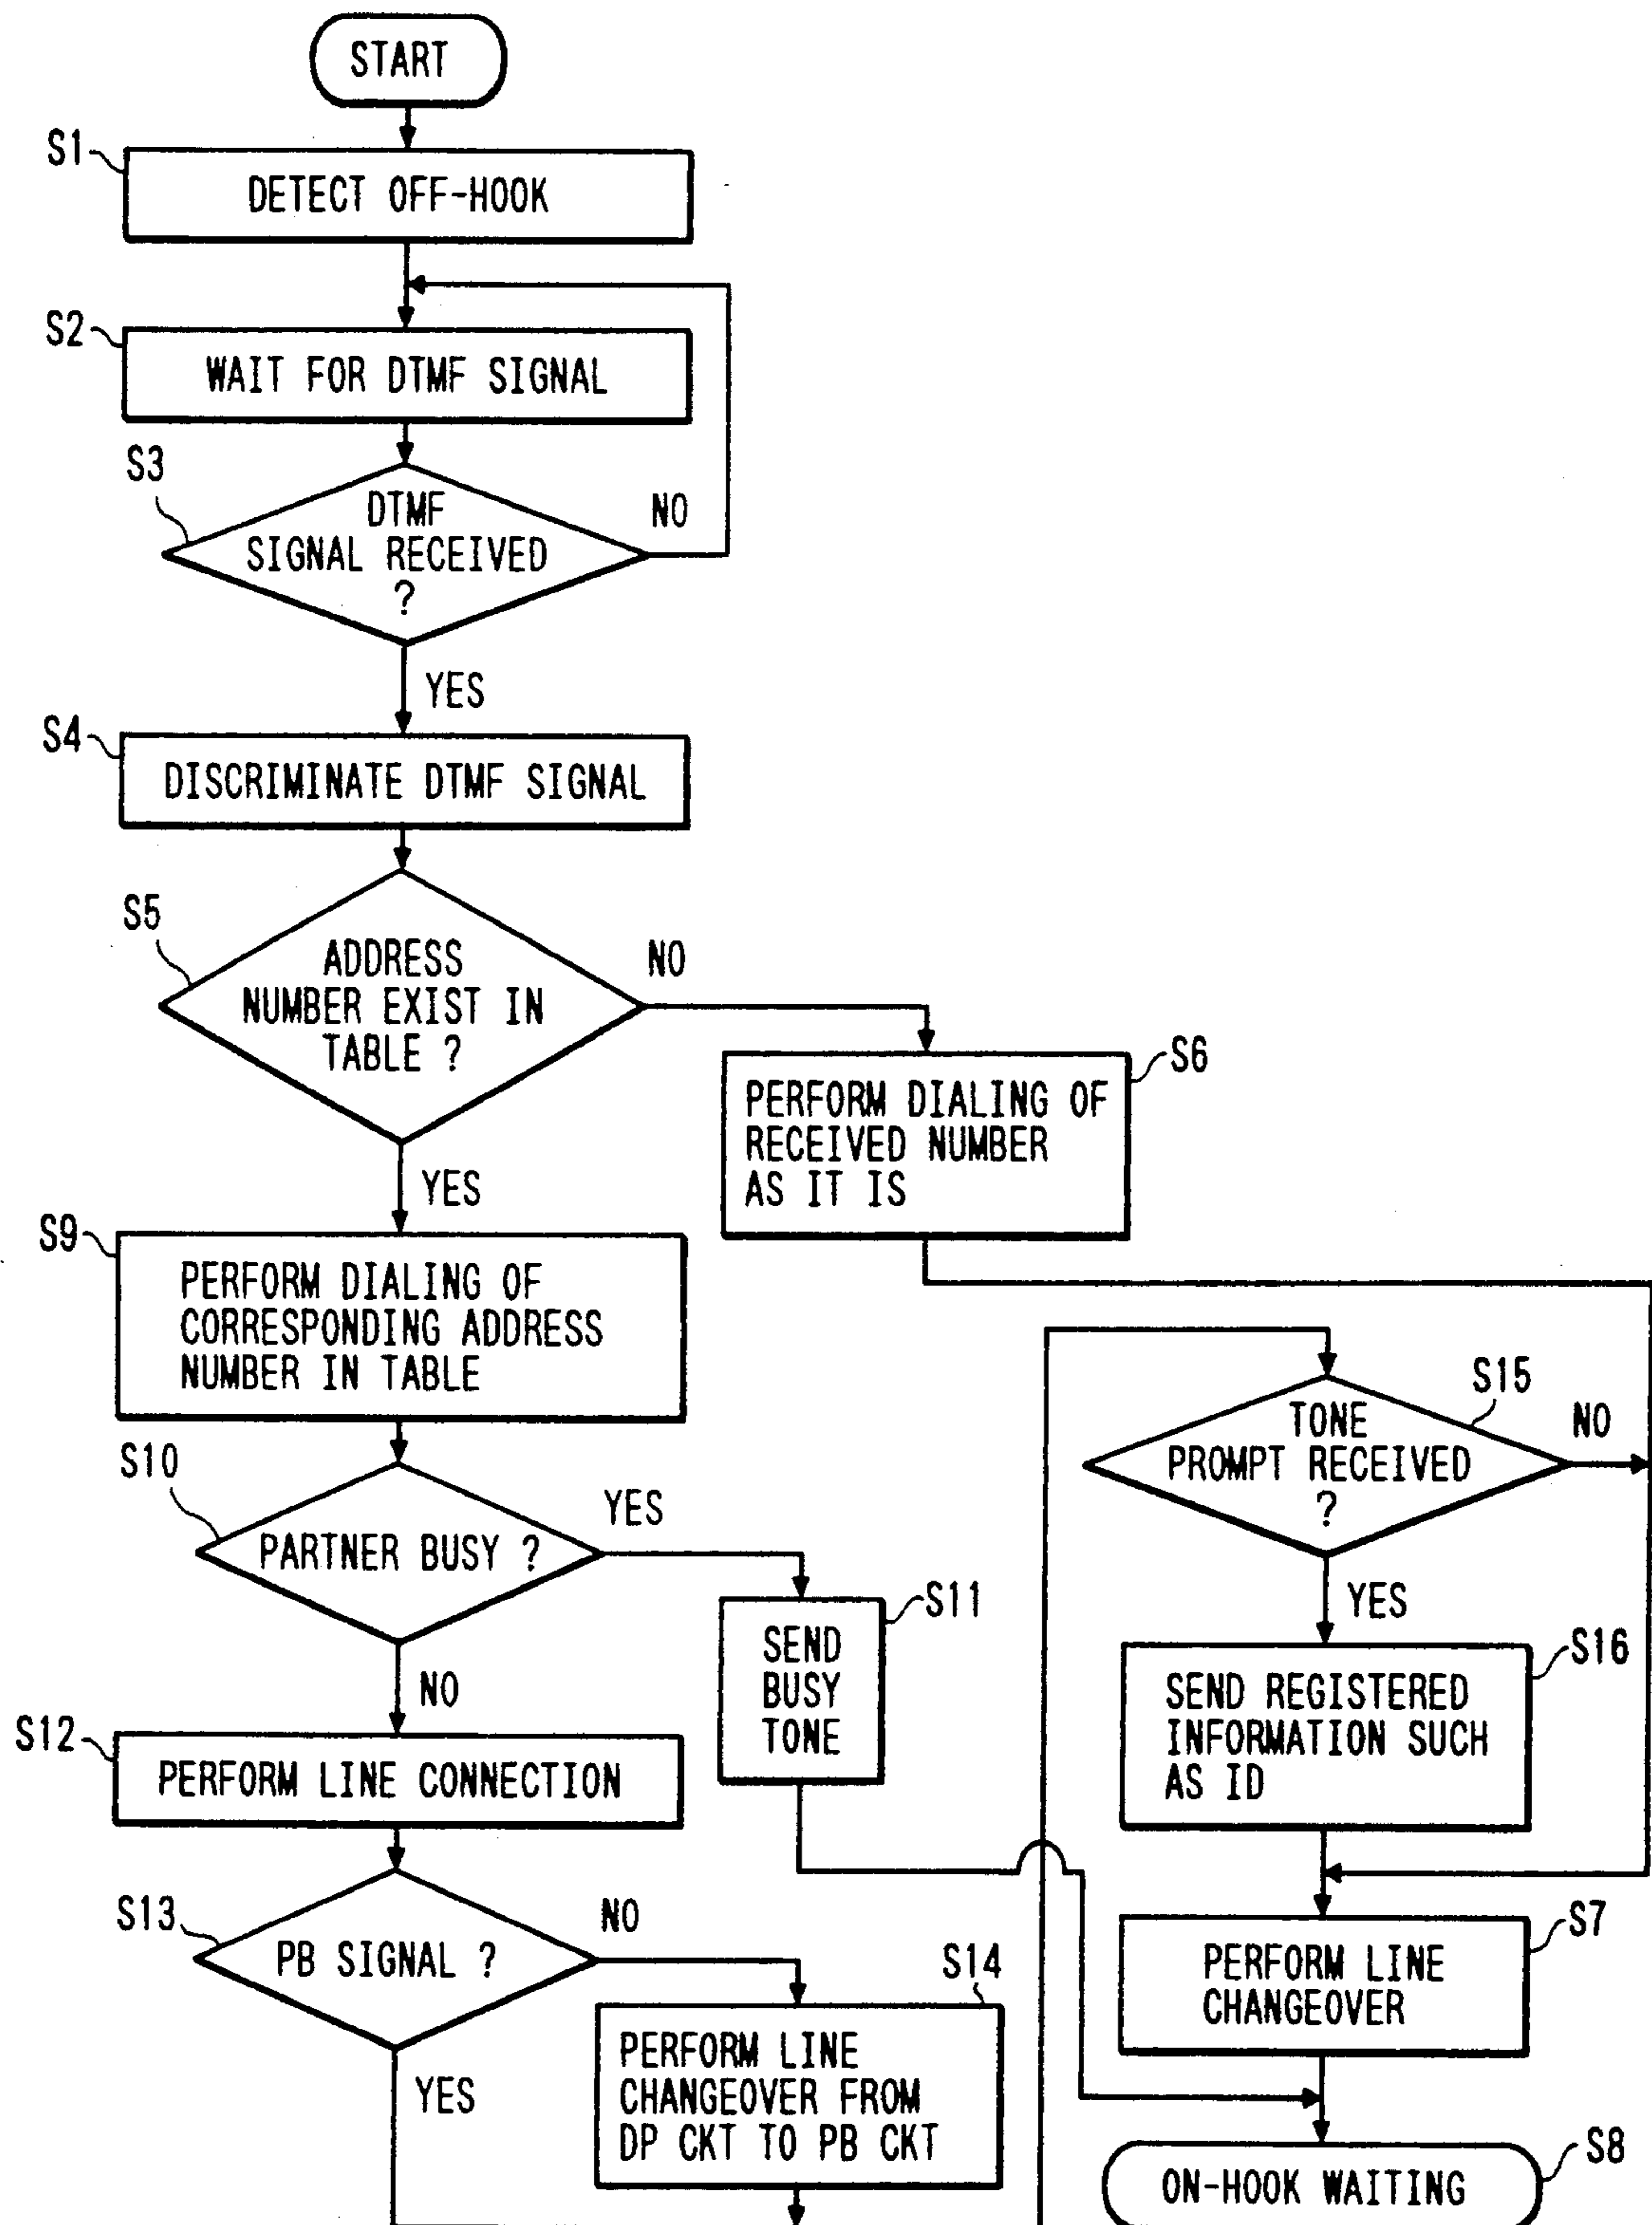 START
S1
DETECT OFF-HOOK
S2
WAIT FOR DTMF SIGNAL
S3
DTMF
SIGNAL RECEIVED
?
NO
YES
S4
DISCRIMINATE DTMF SIGNAL
S5
ADDRESS
NUMBER EXIST IN
TABLE ?
NO
S6
PERFORM DIALING OF
RECEIVED NUMBER
AS IT IS
YES
S9
PERFORM DIALING OF
CORRESPONDING ADDRESS
NUMBER IN TABLE
S10
PARTNER BUSY ?
YES
S11
SEND
BUSY
TONE
NO
S12
PERFORM LINE CONNECTION
S13
PB SIGNAL ?
NO
S14
PERFORM LINE
CHANGEOVER FROM
DP CKT TO PB CKT
YES
S15
TONE
PROMPT RECEIVED
?
NO
YES
S16
SEND REGISTERED
INFORMATION SUCH
AS ID
S7
PERFORM LINE
CHANGEOVER
S8
ON-HOOK WAITING